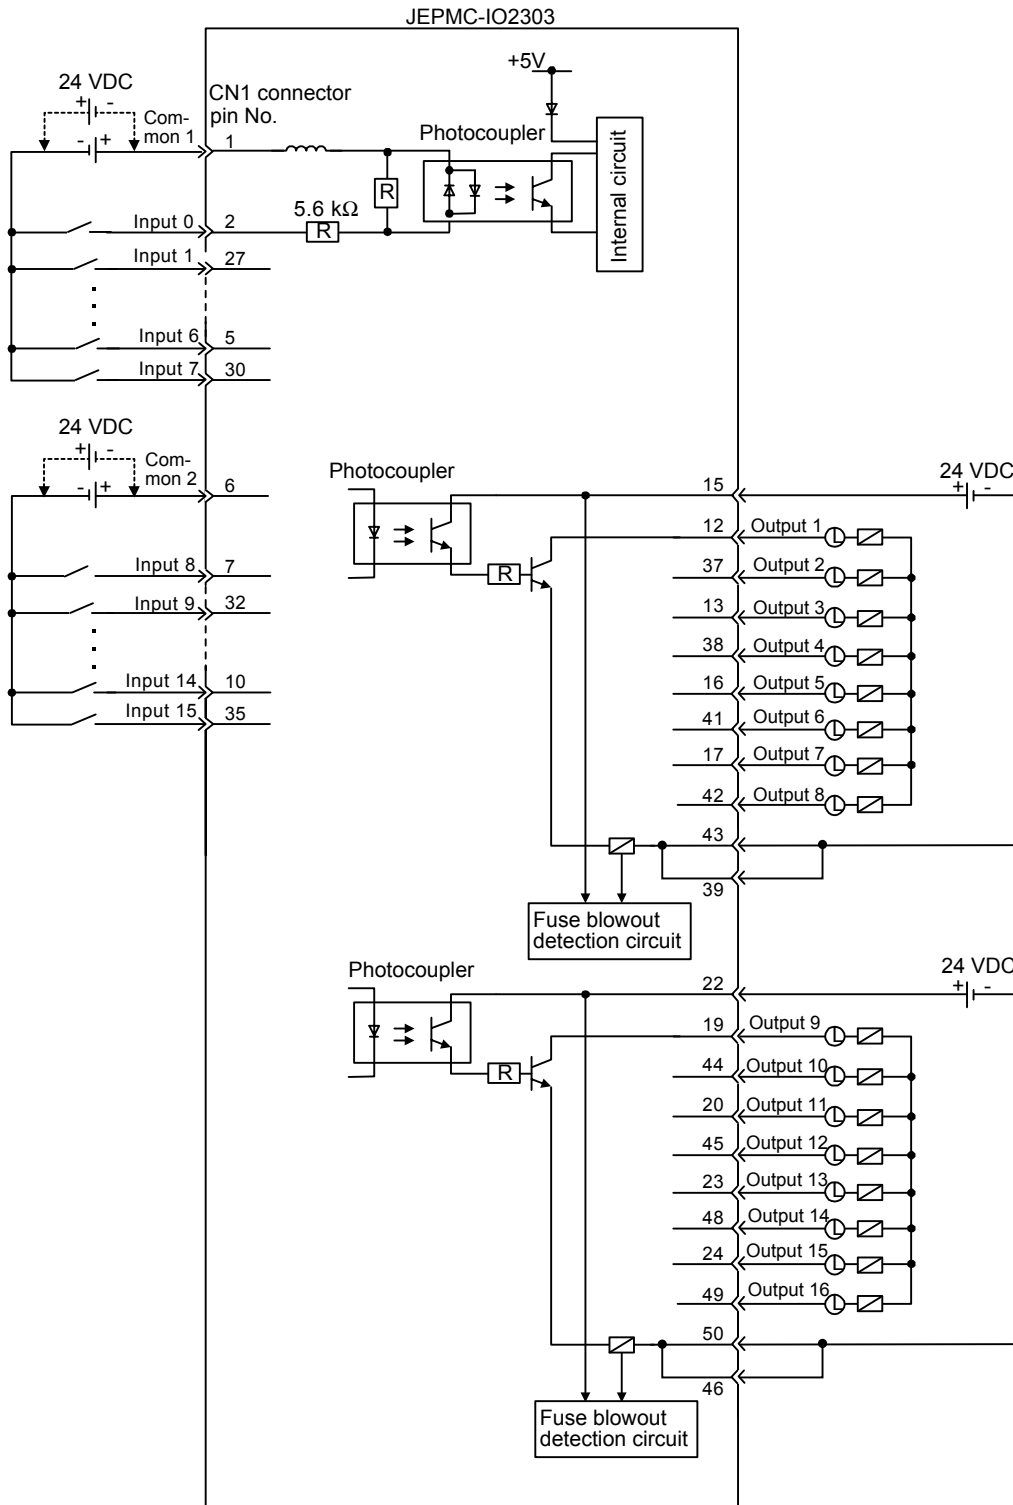 JEPMC-IO2303
+5V
24 VDC
+ -
Com-
mon 1
- +
CN1 connector
pin No.
1
Photocoupler
Internal circuit
R
5.6 kΩ
R
Input 0 2
Input 1 27
Input 6 5
Input 7 30
24 VDC
+ -
Com-
mon 2
- +
6
Input 8 7
Input 9 32
Input 14 10
Input 15 35
Photocoupler
R
15
24 VDC
+ -
12 Output 1 L
37 Output 2 L
13 Output 3 L
38 Output 4 L
16 Output 5 L
41 Output 6 L
17 Output 7 L
42 Output 8 L
43
39
Fuse blowout
detection circuit
Photocoupler
R
22
24 VDC
+ -
19 Output 9 L
44 Output 10 L
20 Output 11 L
45 Output 12 L
23 Output 13 L
48 Output 14 L
24 Output 15 L
49 Output 16 L
50
46
Fuse blowout
detection circuit